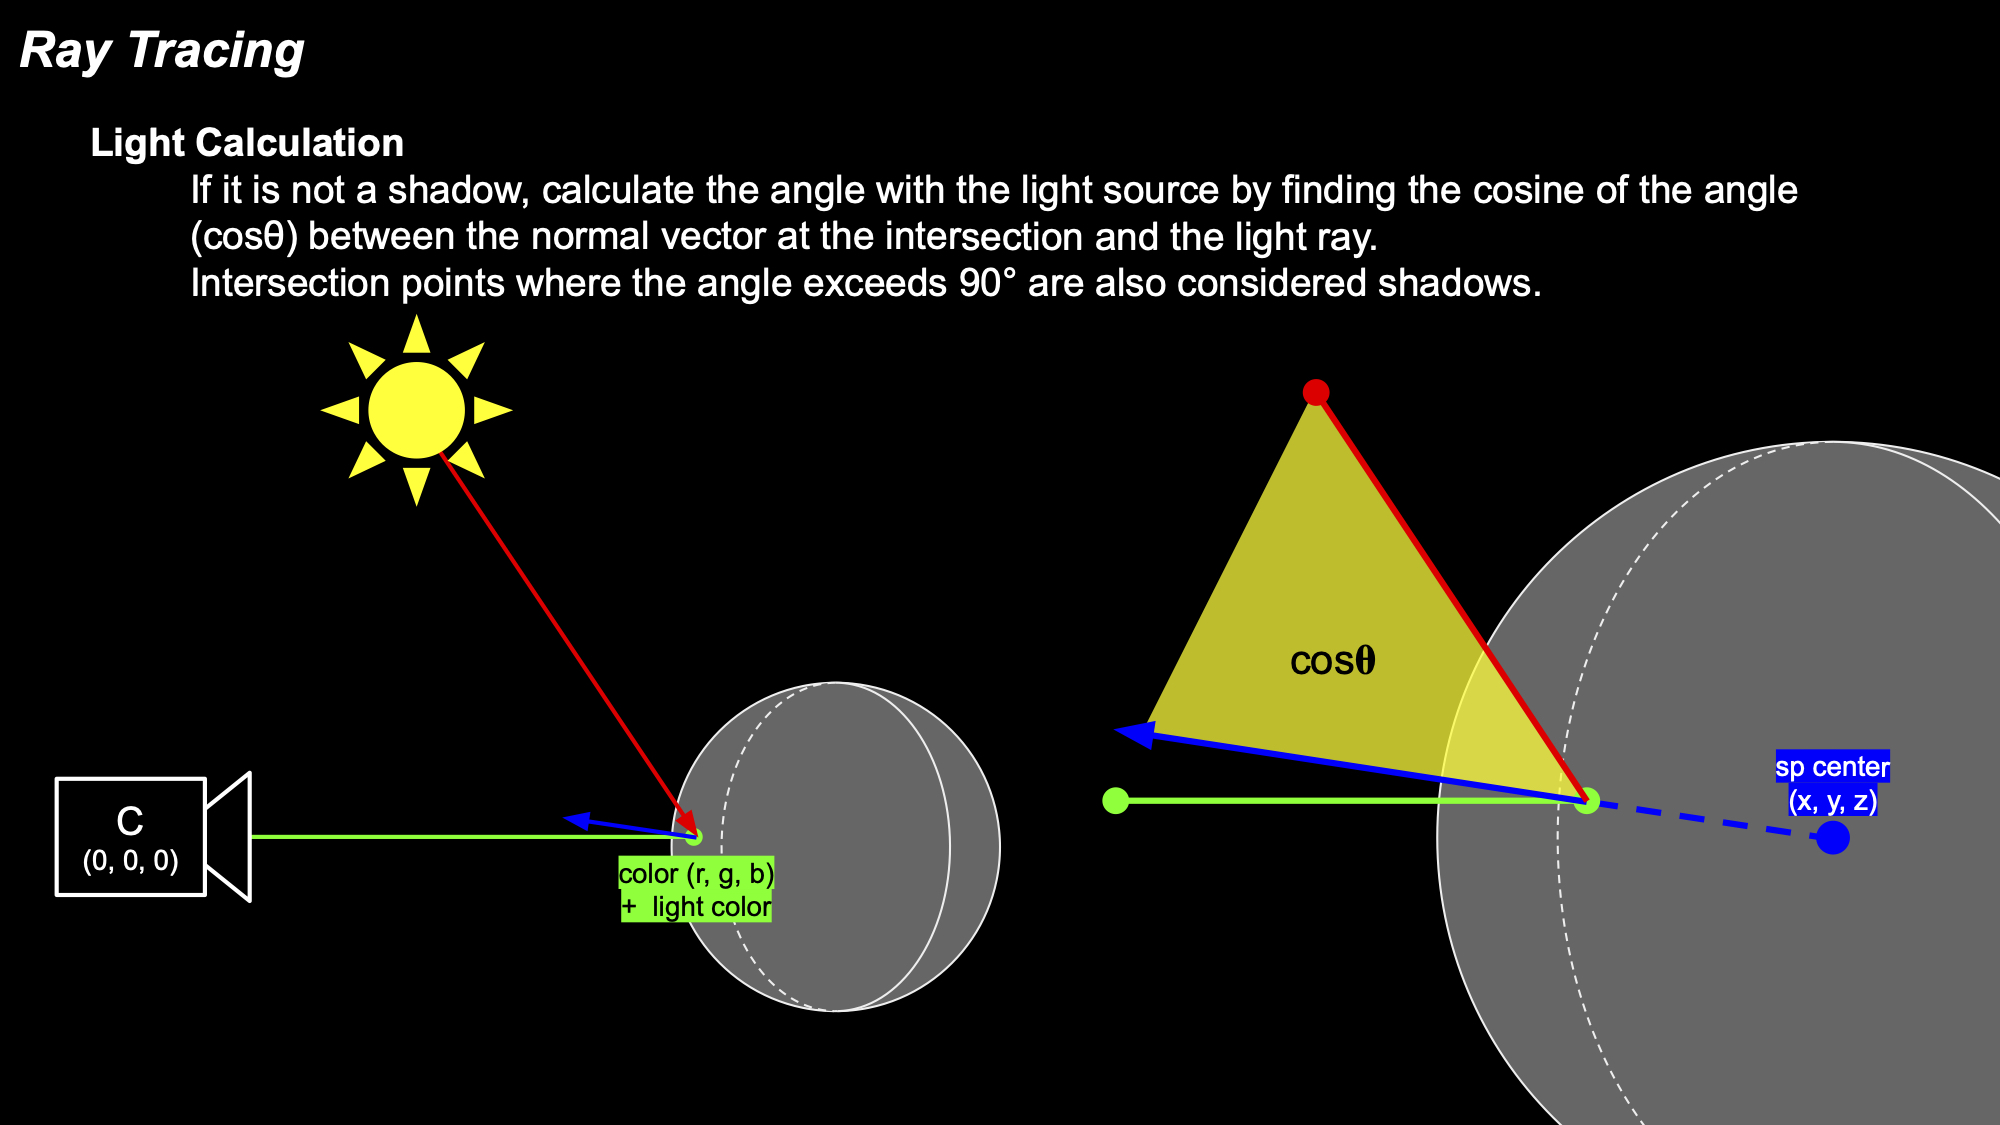 Ray Tracing
Light Calculation
If it is not a shadow, calculate the angle with the light source by finding the cosine of the angle
(cosθ) between the normal vector at the intersection and the light ray.
Intersection points where the angle exceeds 90° are also considered shadows.
cosθ
sp center
(x, y, z)
C
(0, 0, 0)
color (r, g, b)
+ light color